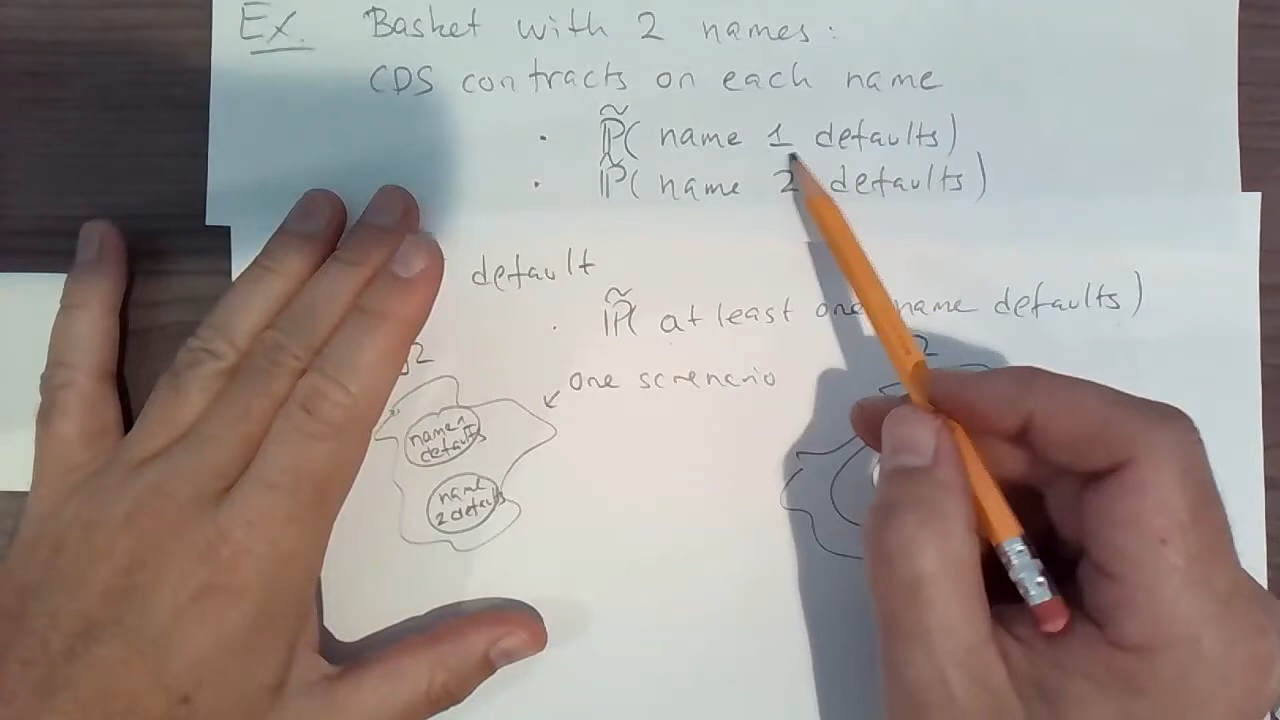 Ex. Basket with 2 names:
CDS contracts on each name
· P̃( name 1 defaults)
· P̃( name 2 defaults)
default
· P̃( at least one name defaults)
one scenenario
name 1
defaults
name
2 defaults